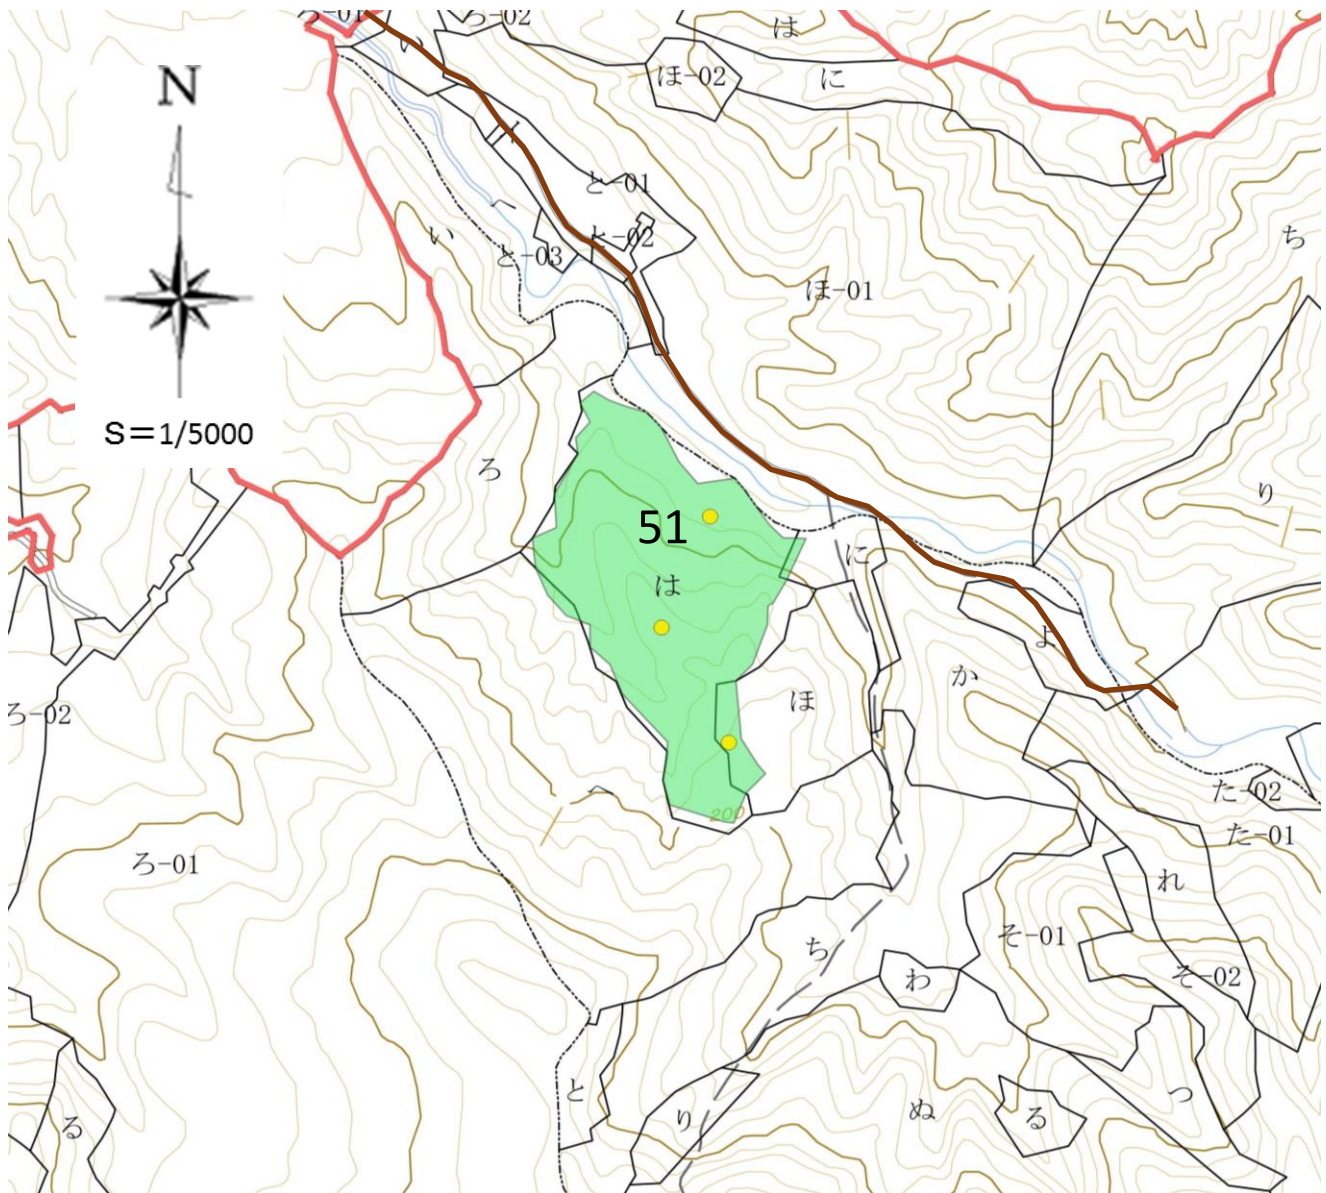 ろ-01
い
ろ-02
は
ほ-02
に
N
と-01
い
と-03
と-02
ち
ほ-01
S＝1/5000
ろ
り
51
に
は
よ
か
ほ
ろ-02
た-02
200
た-01
ろ-01
れ
ち
そ-01
わ
そ-02
と
り
ぬ
る
つ
る